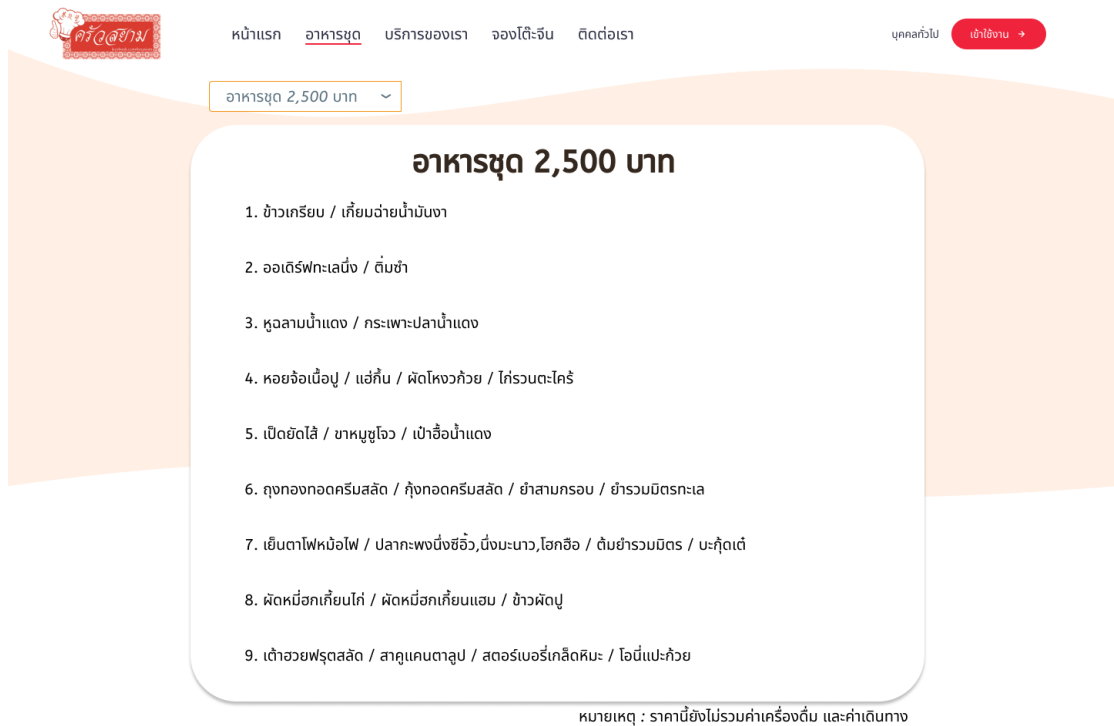 ครัวสยาม
หน้าแรก อาหารชุด บริการของเรา จองโต๊ะจีน ติดต่อเรา
บุคคลทั่วไป เข้าใช้งาน →
อาหารชุด 2,500 บาท
อาหารชุด 2,500 บาท
1. ข้าวเกรียบ / เกี้ยมฉ่ายน้ำมันงา
2. ออเดิร์ฟทะเลนึ่ง / ติ่มซำ
3. หูฉลามน้ำแดง / กระเพาะปลาน้ำแดง
4. หอยจ้อเนื้อปู / แฮ่กึ้น / ผัดโหงวก้วย / ไก่รวนตะไคร้
5. เป็ดยัดไส้ / ขาหมูซูโจว / เป๋าฮื้อน้ำแดง
6. ถุงทองทอดครีมสลัด / กุ้งทอดครีมสลัด / ยำสามกรอบ / ยำรวมมิตรทะเล
7. เย็นตาโฟหม้อไฟ / ปลากะพงนึ่งซีอิ้ว,นึ่งมะนาว,โฮกฮือ / ต้มยำรวมมิตร / บะกุ้ดเต๋
8. ผัดหมี่ฮกเกี้ยนไก่ / ผัดหมี่ฮกเกี้ยนแฮม / ข้าวผัดปู
9. เต้าฮวยฟรุตสลัด / สาคูแคนตาลูป / สตอร์เบอรี่เกล็ดหิมะ / โอนี่แปะก้วย
หมายเหตุ : ราคานี้ยังไม่รวมค่าเครื่องดื่ม และค่าเดินทาง